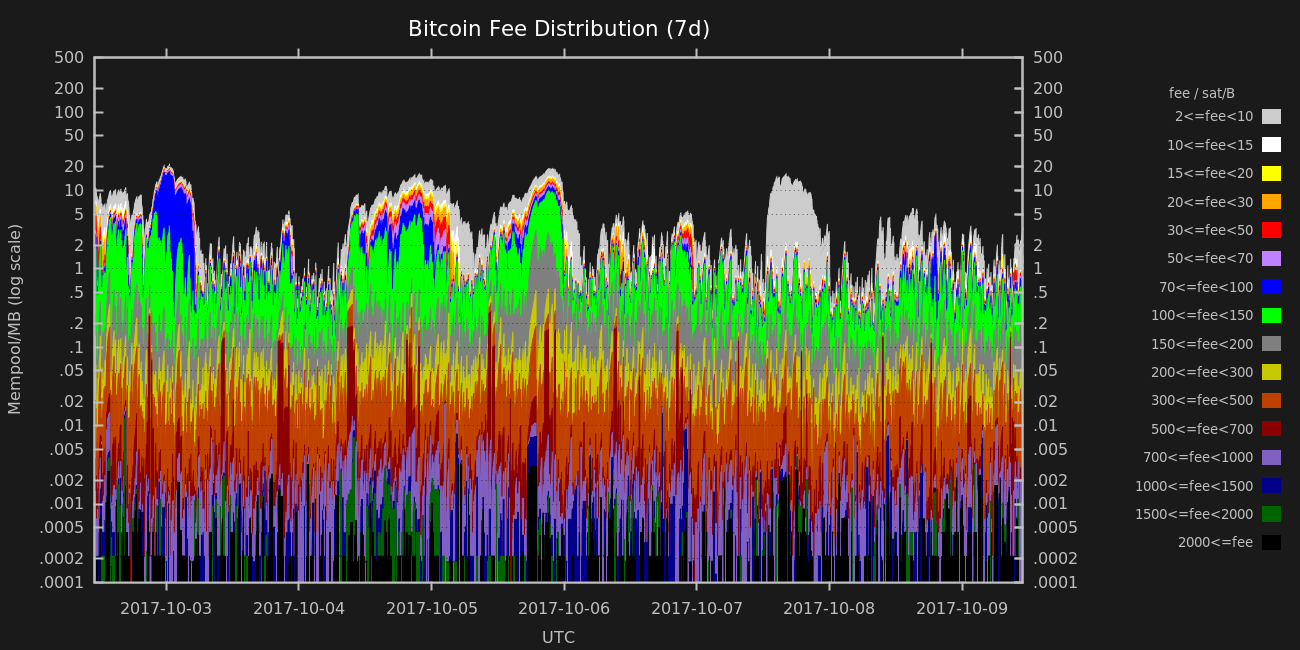 Bitcoin Fee Distribution (7d)
500
200
100
50
20
10
5
2
1
.5
.2
.1
.05
.02
.01
.005
.002
.001
.0005
.0002
.0001
Mempool/MB (log scale)
500
200
100
50
20
10
5
2
1
.5
.2
.1
.05
.02
.01
.005
.002
.001
.0005
.0002
.0001
2017-10-03 2017-10-04 2017-10-05 2017-10-06 2017-10-07 2017-10-08 2017-10-09
UTC
fee / sat/B
2<=fee<10
10<=fee<15
15<=fee<20
20<=fee<30
30<=fee<50
50<=fee<70
70<=fee<100
100<=fee<150
150<=fee<200
200<=fee<300
300<=fee<500
500<=fee<700
700<=fee<1000
1000<=fee<1500
1500<=fee<2000
2000<=fee